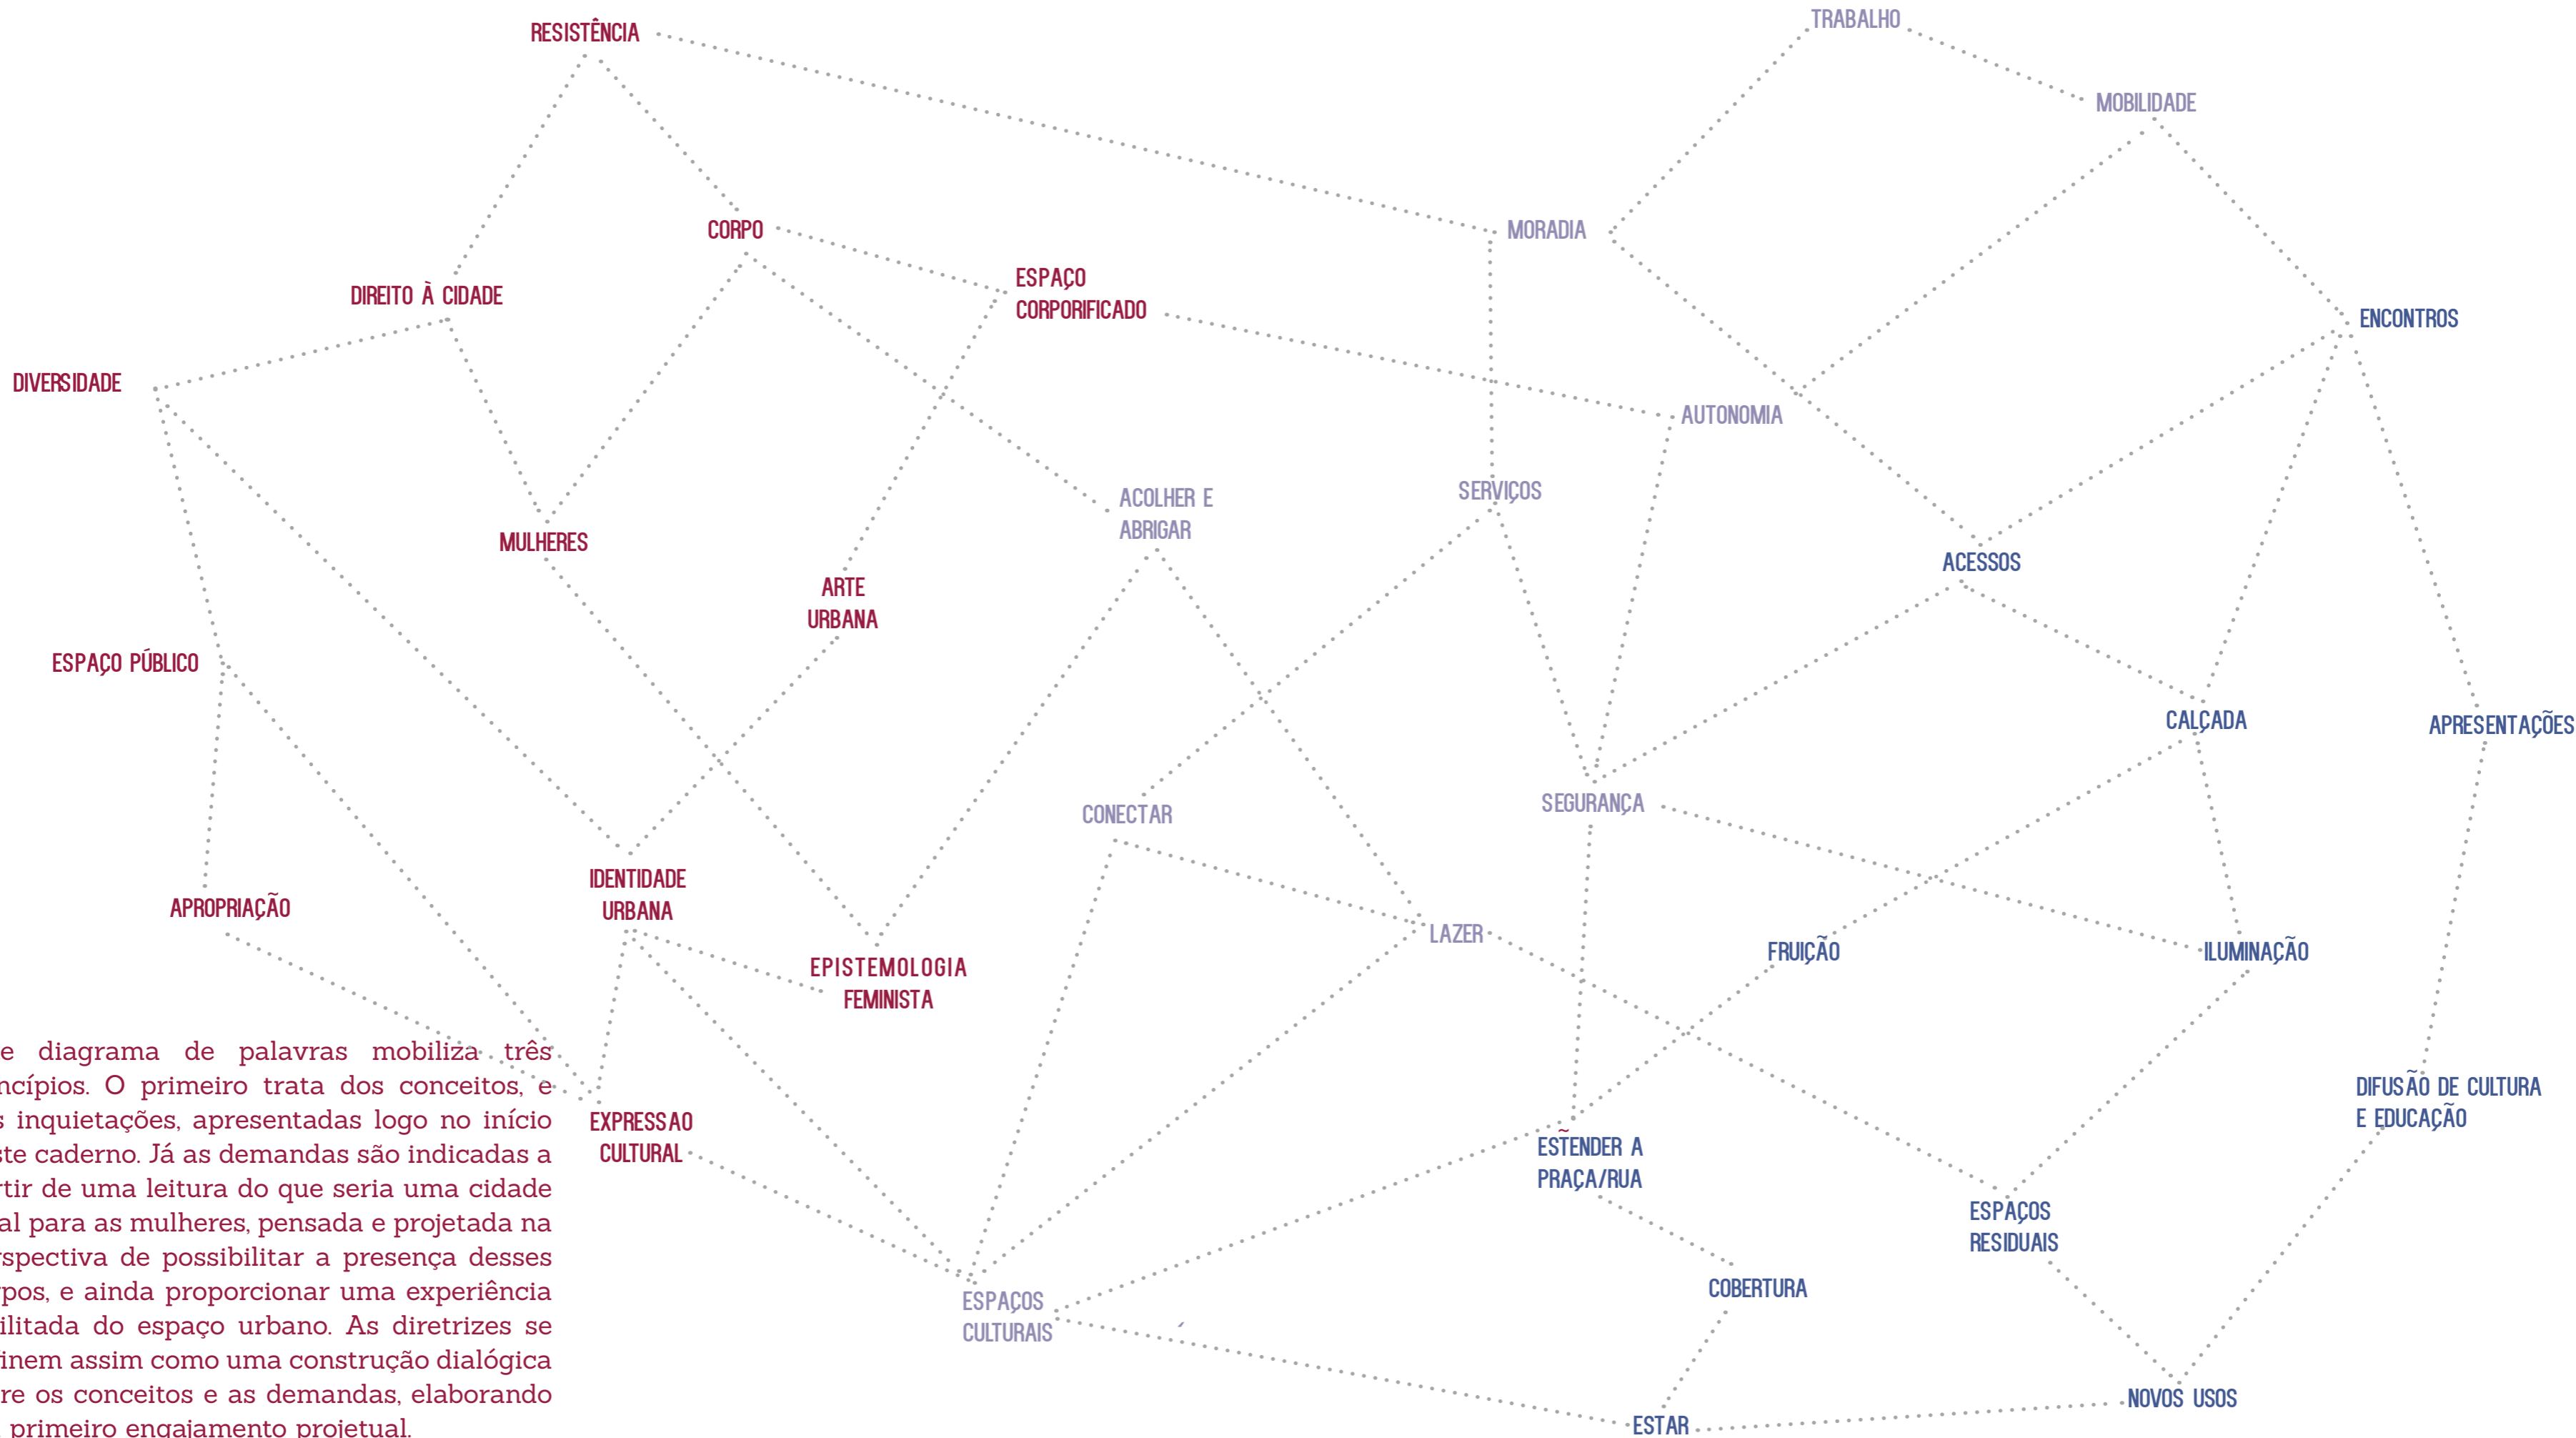 RESISTÊNCIA
TRABALHO
MOBILIDADE
CORPO
MORADIA
ESPAÇO
CORPORIFICADO
DIREITO À CIDADE
ENCONTROS
DIVERSIDADE
AUTONOMIA
ACOLHER E
ABRIGAR
SERVIÇOS
MULHERES
ACESSOS
ARTE
URBANA
ESPAÇO PÚBLICO
CALÇADA
APRESENTAÇÕES
CONECTAR
SEGURANÇA
IDENTIDADE
URBANA
APROPRIAÇÃO
LAZER
FRUIÇÃO
ILUMINAÇÃO
EPISTEMOLOGIA
FEMINISTA
e diagrama de palavras mobiliza três
ncípios. O primeiro trata dos conceitos, e
s inquietações, apresentadas logo no início
ste caderno. Já as demandas são indicadas a
rtir de uma leitura do que seria uma cidade
al para as mulheres, pensada e projetada na
rspectiva de possibilitar a presença desses
rpos, e ainda proporcionar uma experiência
ilitada do espaço urbano. As diretrizes se
finem assim como uma construção dialógica
re os conceitos e as demandas, elaborando
primeiro engajamento projetual.
EXPRESSAO
CULTURAL
DIFUSÃO DE CULTURA
E EDUCAÇÃO
ESTENDER A
PRAÇA/RUA
ESPAÇOS
RESIDUAIS
COBERTURA
ESPAÇOS
CULTURAIS
NOVOS USOS
ESTAR